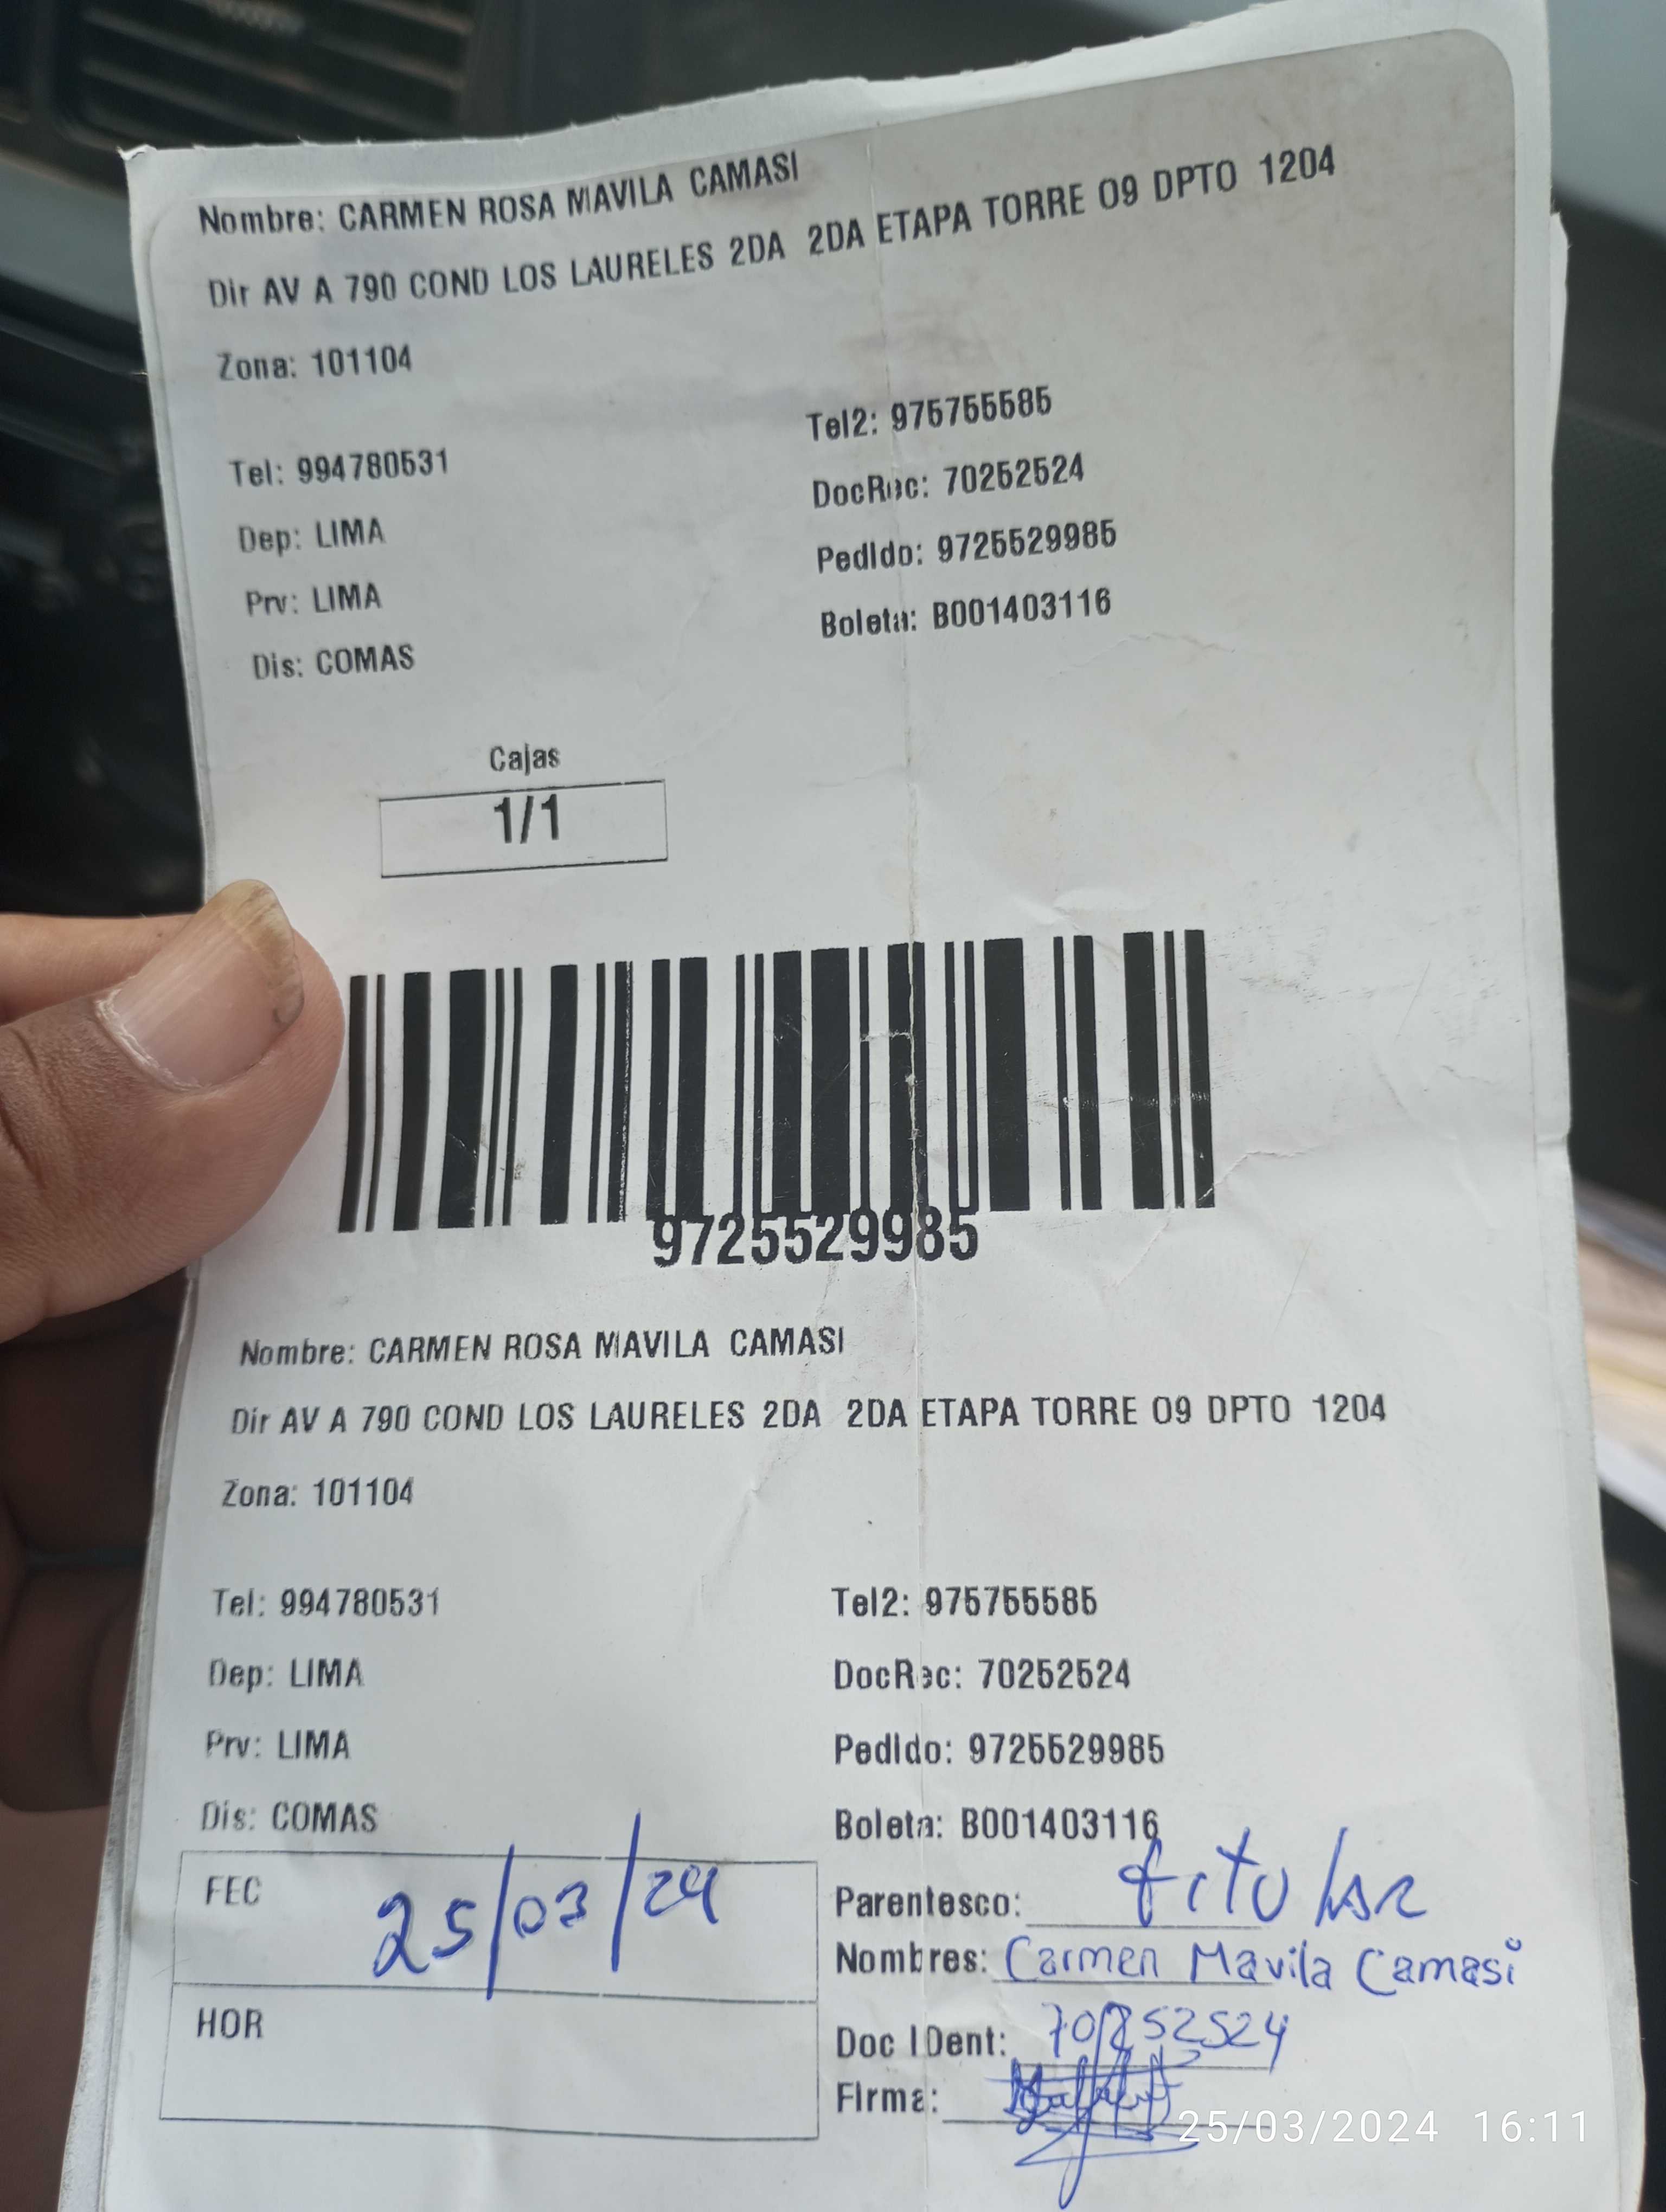 Nombre: CARMEN ROSA MAVILA CAMASI
Dir AV A 790 COND LOS LAURELES 2DA 2DA ETAPA TORRE 09 DPTO 1204
Zona: 101104
Tel: 994780531
Tel2: 975755585
Dep: LIMA
DocRec: 70252524
Prv: LIMA
Pedido: 9725529985
Dis: COMAS
Boleta: B001403116
Cajas
1/1
9725529985
Nombre: CARMEN ROSA MAVILA CAMASI
Dir AV A 790 COND LOS LAURELES 2DA 2DA ETAPA TORRE 09 DPTO 1204
Zona: 101104
Tel: 994780531
Tel2: 975755585
Dep: LIMA
DocRec: 70252524
Prv: LIMA
Pedido: 9725529985
Dis: COMAS
Boleta: B001403116
FEC 25/03/24
HOR
Parentesco: titular
Nombres: Carmen Mavila Camasi
Doc IDent: 70252524
Firma:
25/03/2024 16:11